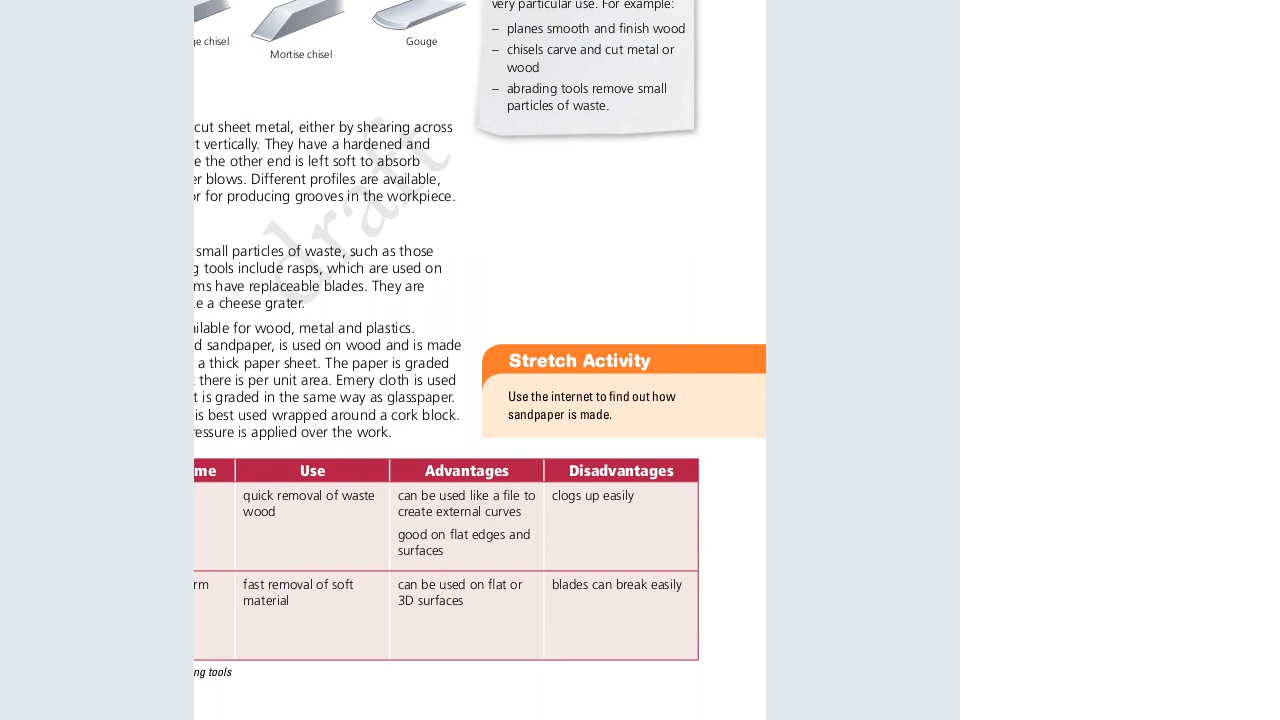 very particular use. For example:
– planes smooth and finish wood
– chisels carve and cut metal or
wood
– abrading tools remove small
particles of waste.
chisel
Mortise chisel
Gouge
cut sheet metal, either by shearing across
vertically. They have a hardened and
the other end is left soft to absorb
blows. Different profiles are available,
or for producing grooves in the workpiece.
small particles of waste, such as those
tools include rasps, which are used on
have replaceable blades. They are
a cheese grater.
for wood, metal and plastics.
sandpaper, is used on wood and is made
a thick paper sheet. The paper is graded
there is per unit area. Emery cloth is used
is graded in the same way as glasspaper.
is best used wrapped around a cork block.
is applied over the work.
draft
Stretch Activity
Use the internet to find out how
sandpaper is made.
Use Advantages Disadvantages
quick removal of waste
wood
can be used like a file to
create external curves
good on flat edges and
surfaces
clogs up easily
fast removal of soft
material
can be used on flat or
3D surfaces
blades can break easily
tools